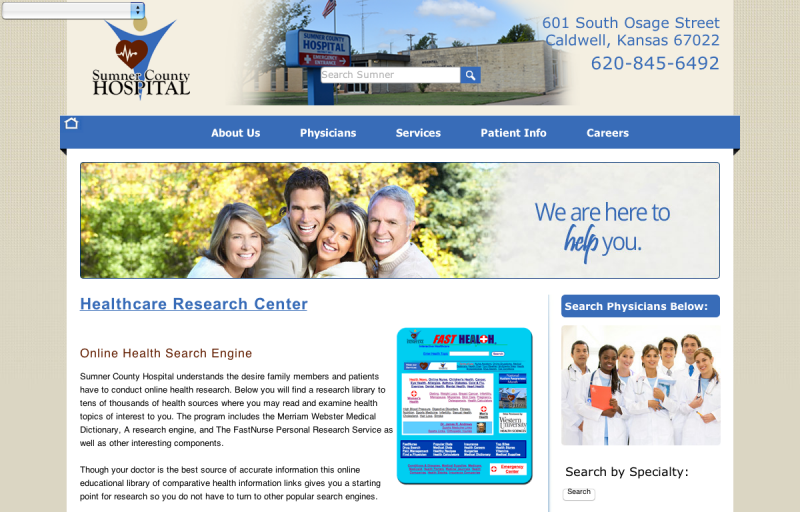 Sumner County
HOSPITAL
SUMNER COUNTY
HOSPITAL
EMERGENCY
ENTRANCE
Search Sumner
601 South Osage Street
Caldwell, Kansas 67022
620-845-6492
About Us
Physicians
Services
Patient Info
Careers
We are here to
help you.
Healthcare Research Center
Online Health Search Engine
Sumner County Hospital understands the desire family members and patients
have to conduct online health research. Below you will find a research library to
tens of thousands of health sources where you may read and examine health
topics of interest to you. The program includes the Merriam Webster Medical
Dictionary, A research engine, and The FastNurse Personal Research Service as
well as other interesting components.
Though your doctor is the best source of accurate information this online
educational library of comparative health information links gives you a starting
point for research so you do not have to turn to other popular search engines.
FAST HEALTH
WESTERN
UNIVERSITY
Emergency
Center
Search Physicians Below:
Search by Specialty:
Search